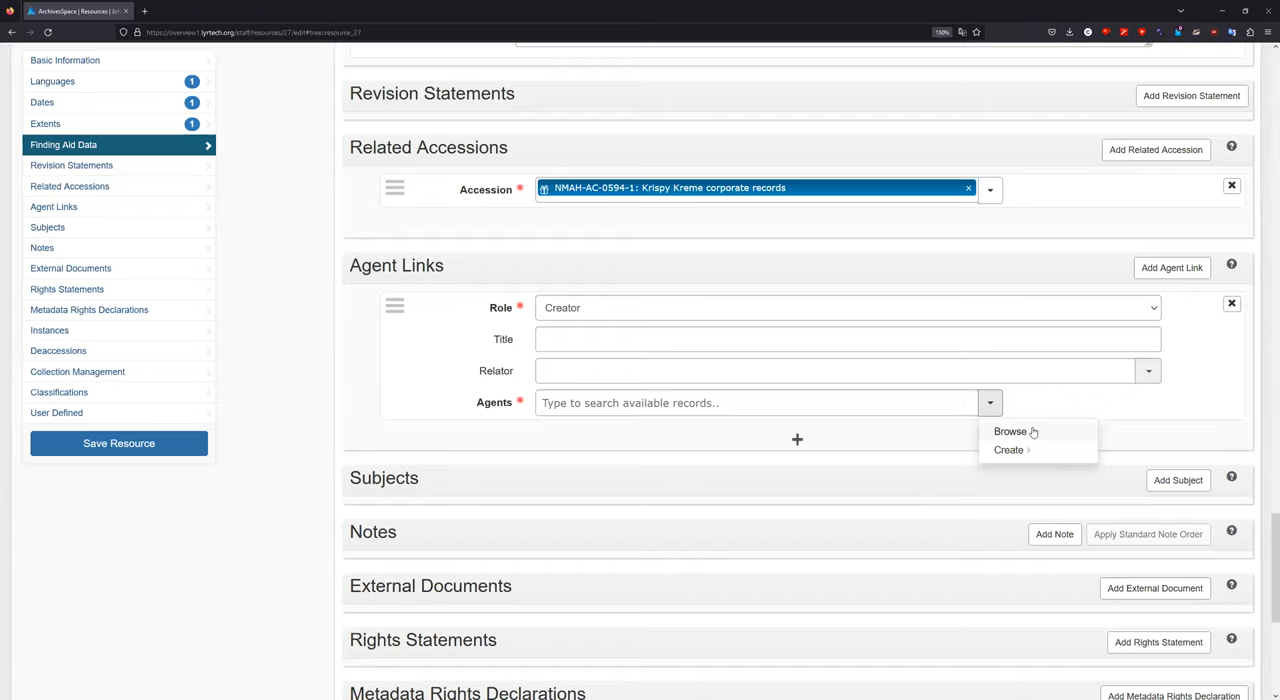 ArchivesSpace | Resources | Joh
https://overview1.lyrtech.org/staff/resources/27/edit#tree:resource_27
150%
Basic Information
Languages 1
Dates 1
Extents 1
Finding Aid Data
Revision Statements
Related Accessions
Agent Links
Subjects
Notes
External Documents
Rights Statements
Metadata Rights Declarations
Instances
Deaccessions
Collection Management
Classifications
User Defined
Save Resource
Revision Statements
Add Revision Statement
Related Accessions
Add Related Accession
Accession *
NMAH-AC-0594-1: Krispy Kreme corporate records
Agent Links
Add Agent Link
Role *
Creator
Title
Relator
Agents *
Type to search available records..
Browse
Create
Subjects
Add Subject
Notes
Add Note
Apply Standard Note Order
External Documents
Add External Document
Rights Statements
Add Rights Statement
Metadata Rights Declarations
Add Metadata Rights Declaration